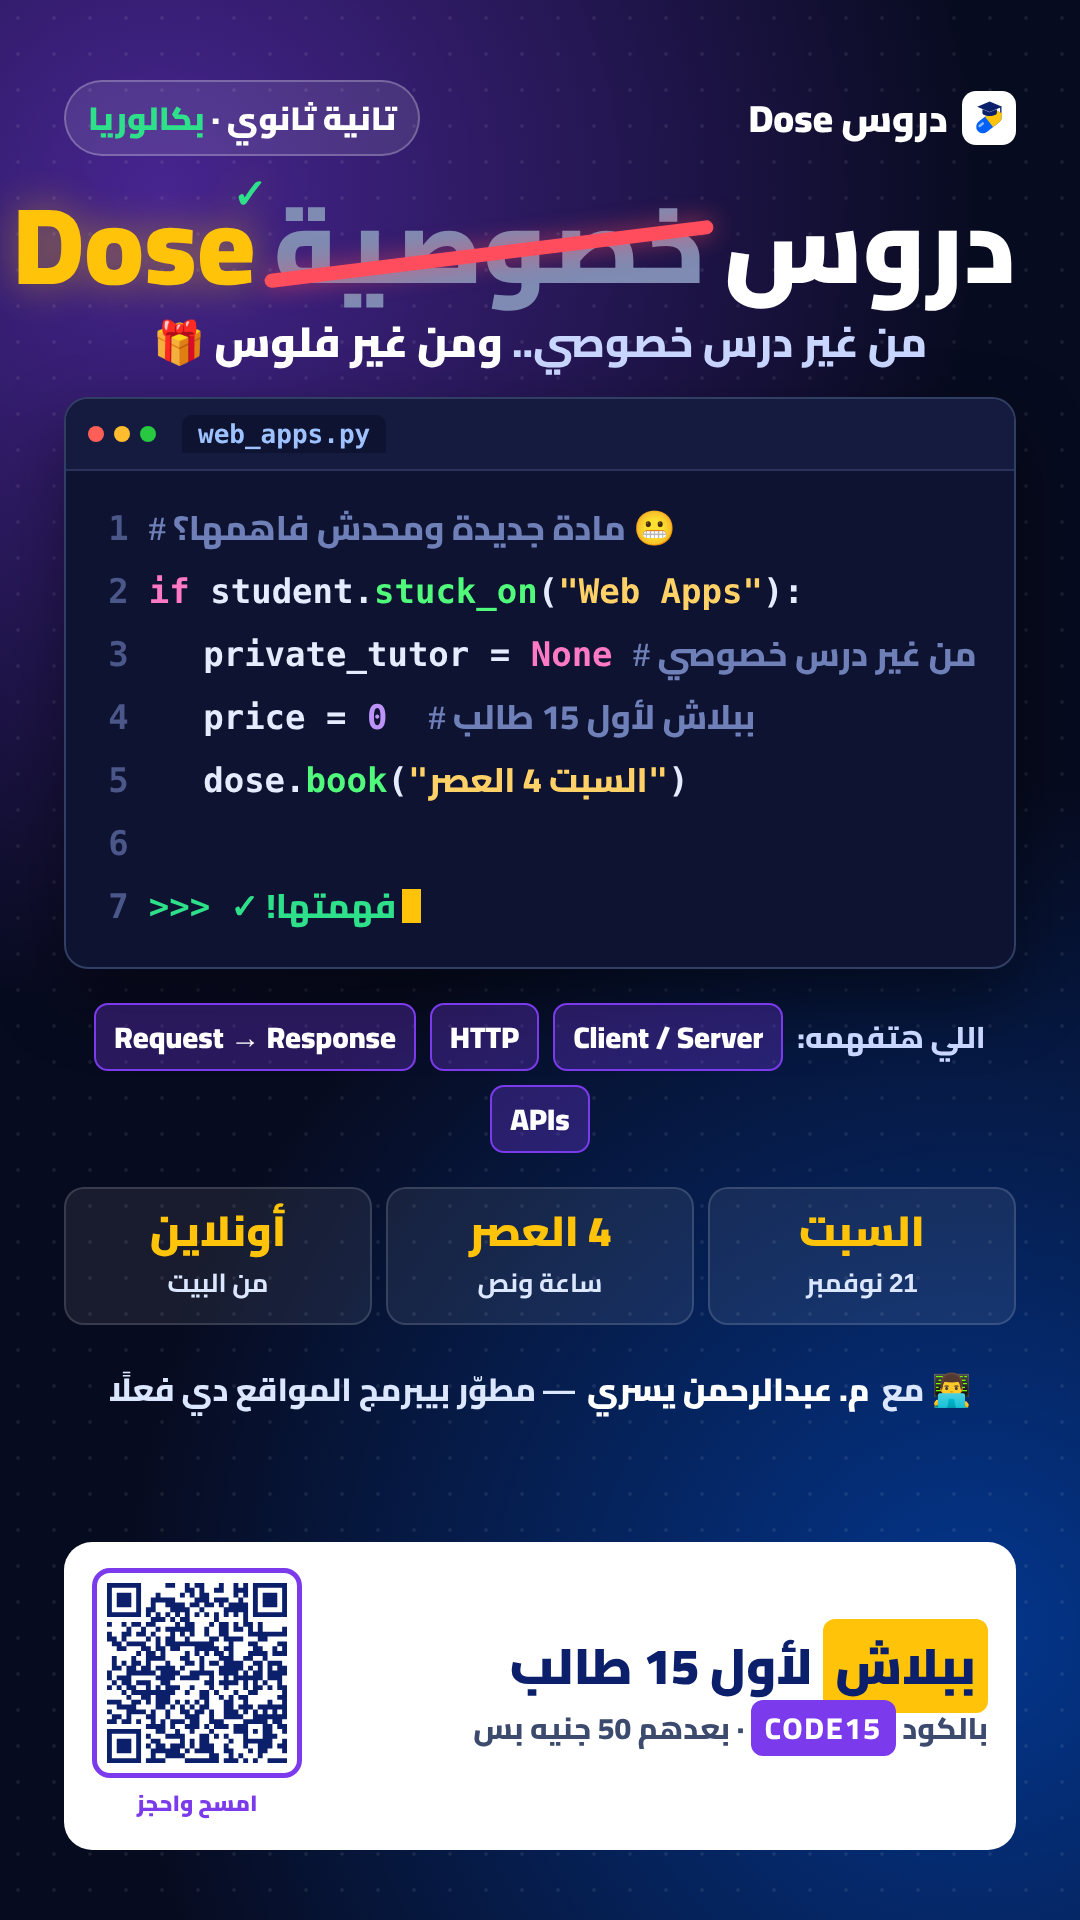 دروس Dose
تانية ثانوي · بكالوريا
دروس خصوصية Dose ✓
من غير درس خصوصي.. ومن غير فلوس 🎁
web_apps.py
1 # مادة جديدة ومحدش فاهمها؟ 😬
2 if student.stuck_on("Web Apps"):
3 private_tutor = None # من غير درس خصوصي
4 price = 0 # ببلاش لأول 15 طالب
5 dose.book("السبت 4 العصر")
6
7 >>> ✓ فهمتها!
اللي هتفهمه: Client / Server HTTP Request → Response
APIs
السبت
21 نوفمبر
4 العصر
ساعة ونص
أونلاين
من البيت
👨‍💻 مع م. عبدالرحمن يسري — مطوّر بيبرمج المواقع دي فعلًا
ببلاش لأول 15 طالب
بالكود CODE15 · بعدهم 50 جنيه بس
امسح واحجز